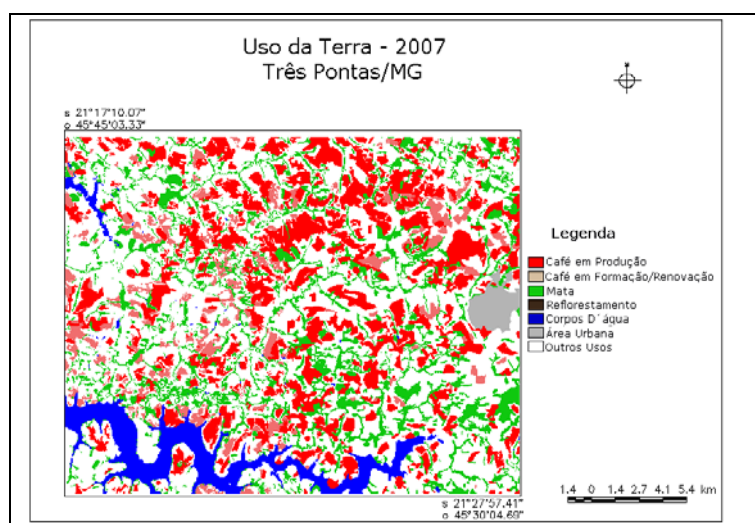 Uso da Terra - 2007
Três Pontas/MG
s 21°17'10.07"
o 45°45'03.33"
Legenda
Café em Produção
Café em Formação/Renovação
Mata
Reflorestamento
Corpos D´água
Área Urbana
Outros Usos
1.4 0 1.4 2.7 4.1 5.4 km
s 21°27'57.41"
o 45°30'04.69"